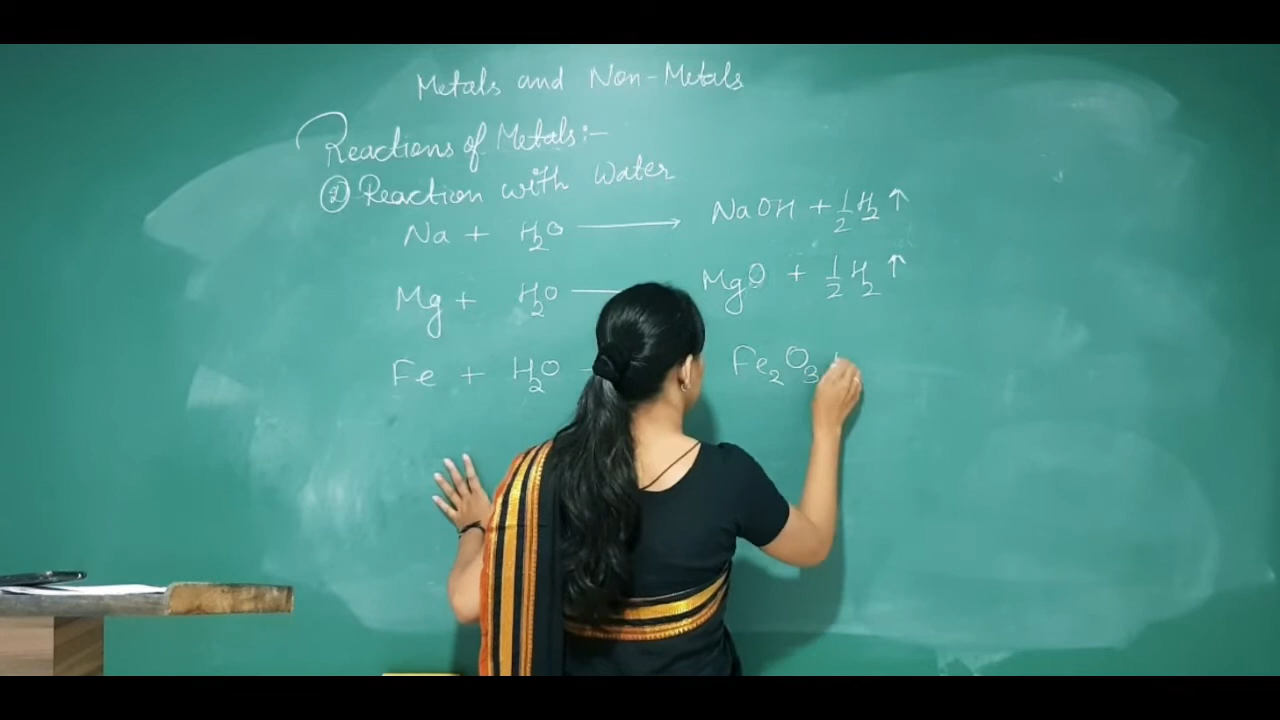 Metals and Non-Metals
Reactions of Metals:-
② Reaction with Water
Na + H₂O ⟶ NaOH + ½H₂↑
Mg + H₂O — MgO + ½H₂↑
Fe + H₂O - Fe₂O₃